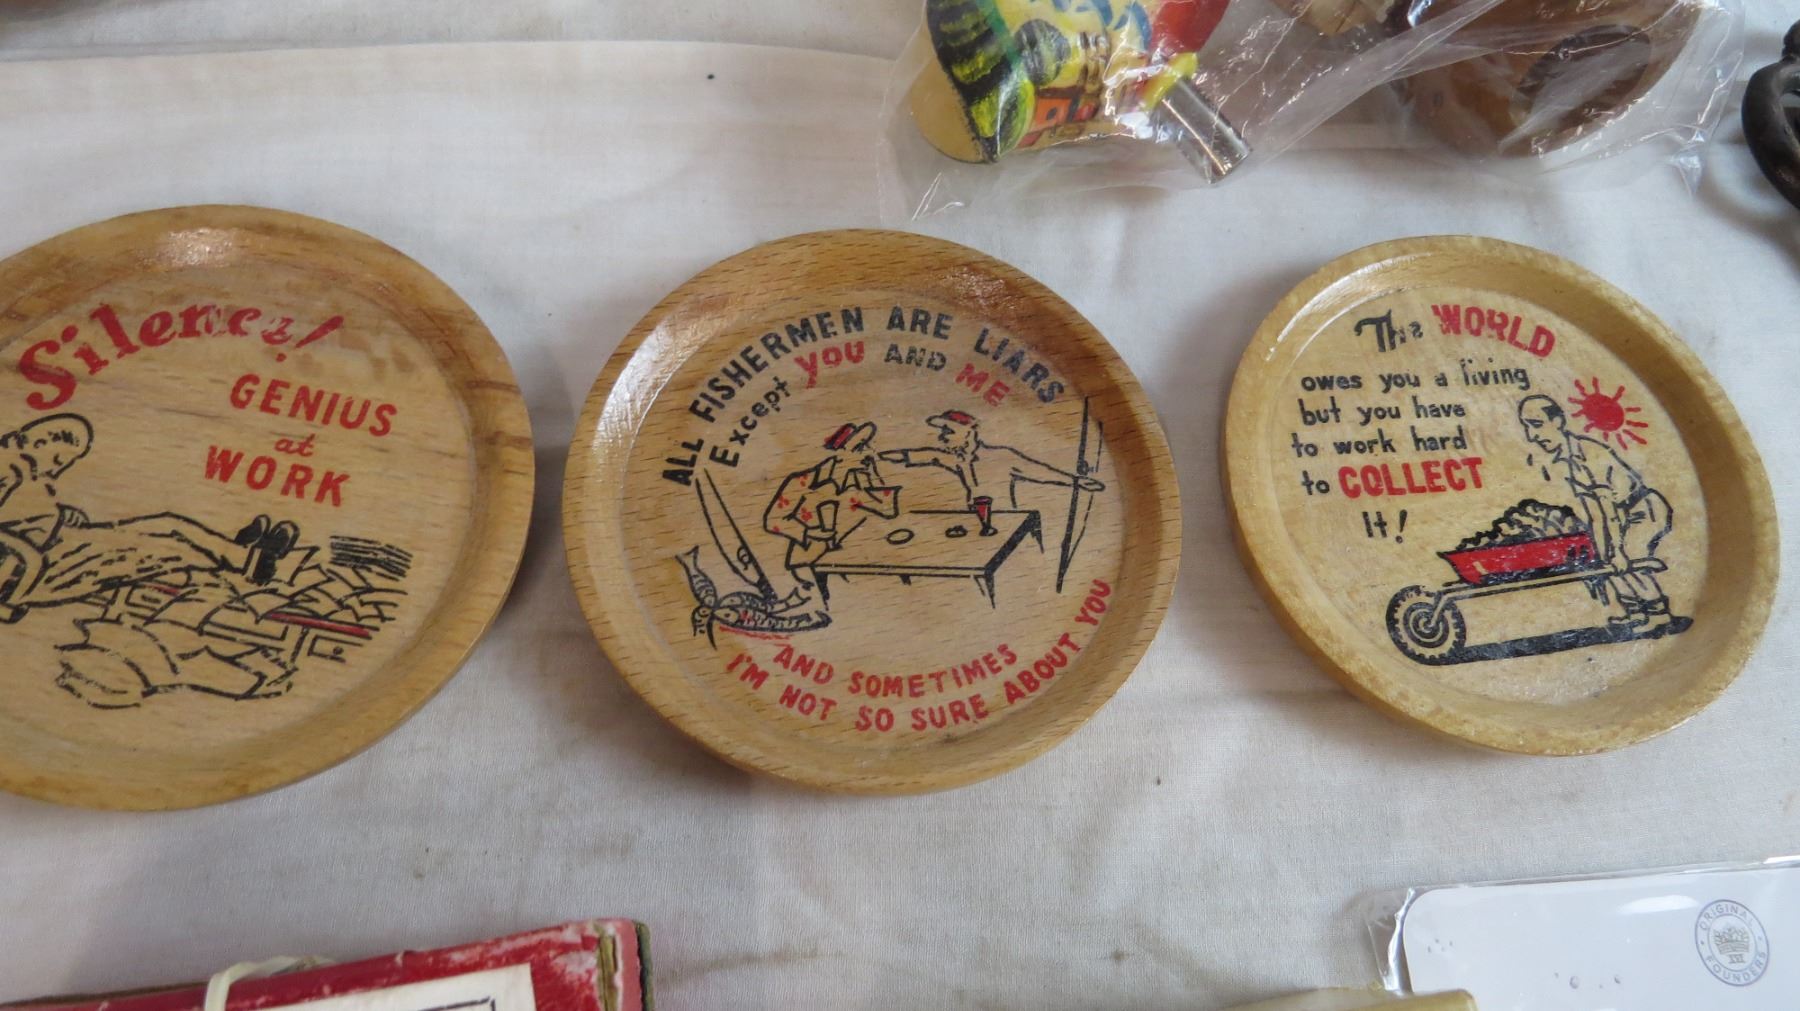 Silence!
GENIUS
at
WORK
ALL FISHERMEN ARE LIARS
Except YOU AND ME
AND SOMETIMES
I'M NOT SO SURE ABOUT YOU
The WORLD
owes you a living
but you have
to work hard
to COLLECT
It!
ORIGINAL
XVI
FOUNDERS